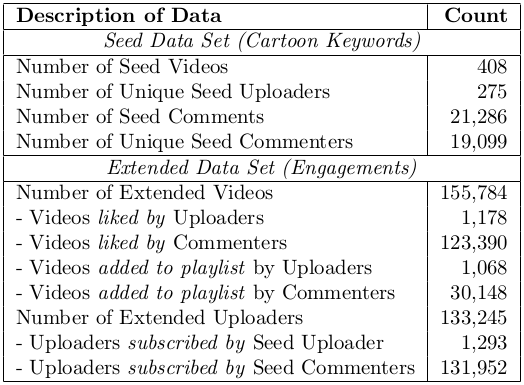 Description of Data Count
Seed Data Set (Cartoon Keywords)
Number of Seed Videos 408
Number of Unique Seed Uploaders 275
Number of Seed Comments 21,286
Number of Unique Seed Commenters 19,099
Extended Data Set (Engagements)
Number of Extended Videos 155,784
- Videos liked by Uploaders 1,178
- Videos liked by Commenters 123,390
- Videos added to playlist by Uploaders 1,068
- Videos added to playlist by Commenters 30,148
Number of Extended Uploaders 133,245
- Uploaders subscribed by Seed Uploader 1,293
- Uploaders subscribed by Seed Commenters 131,952